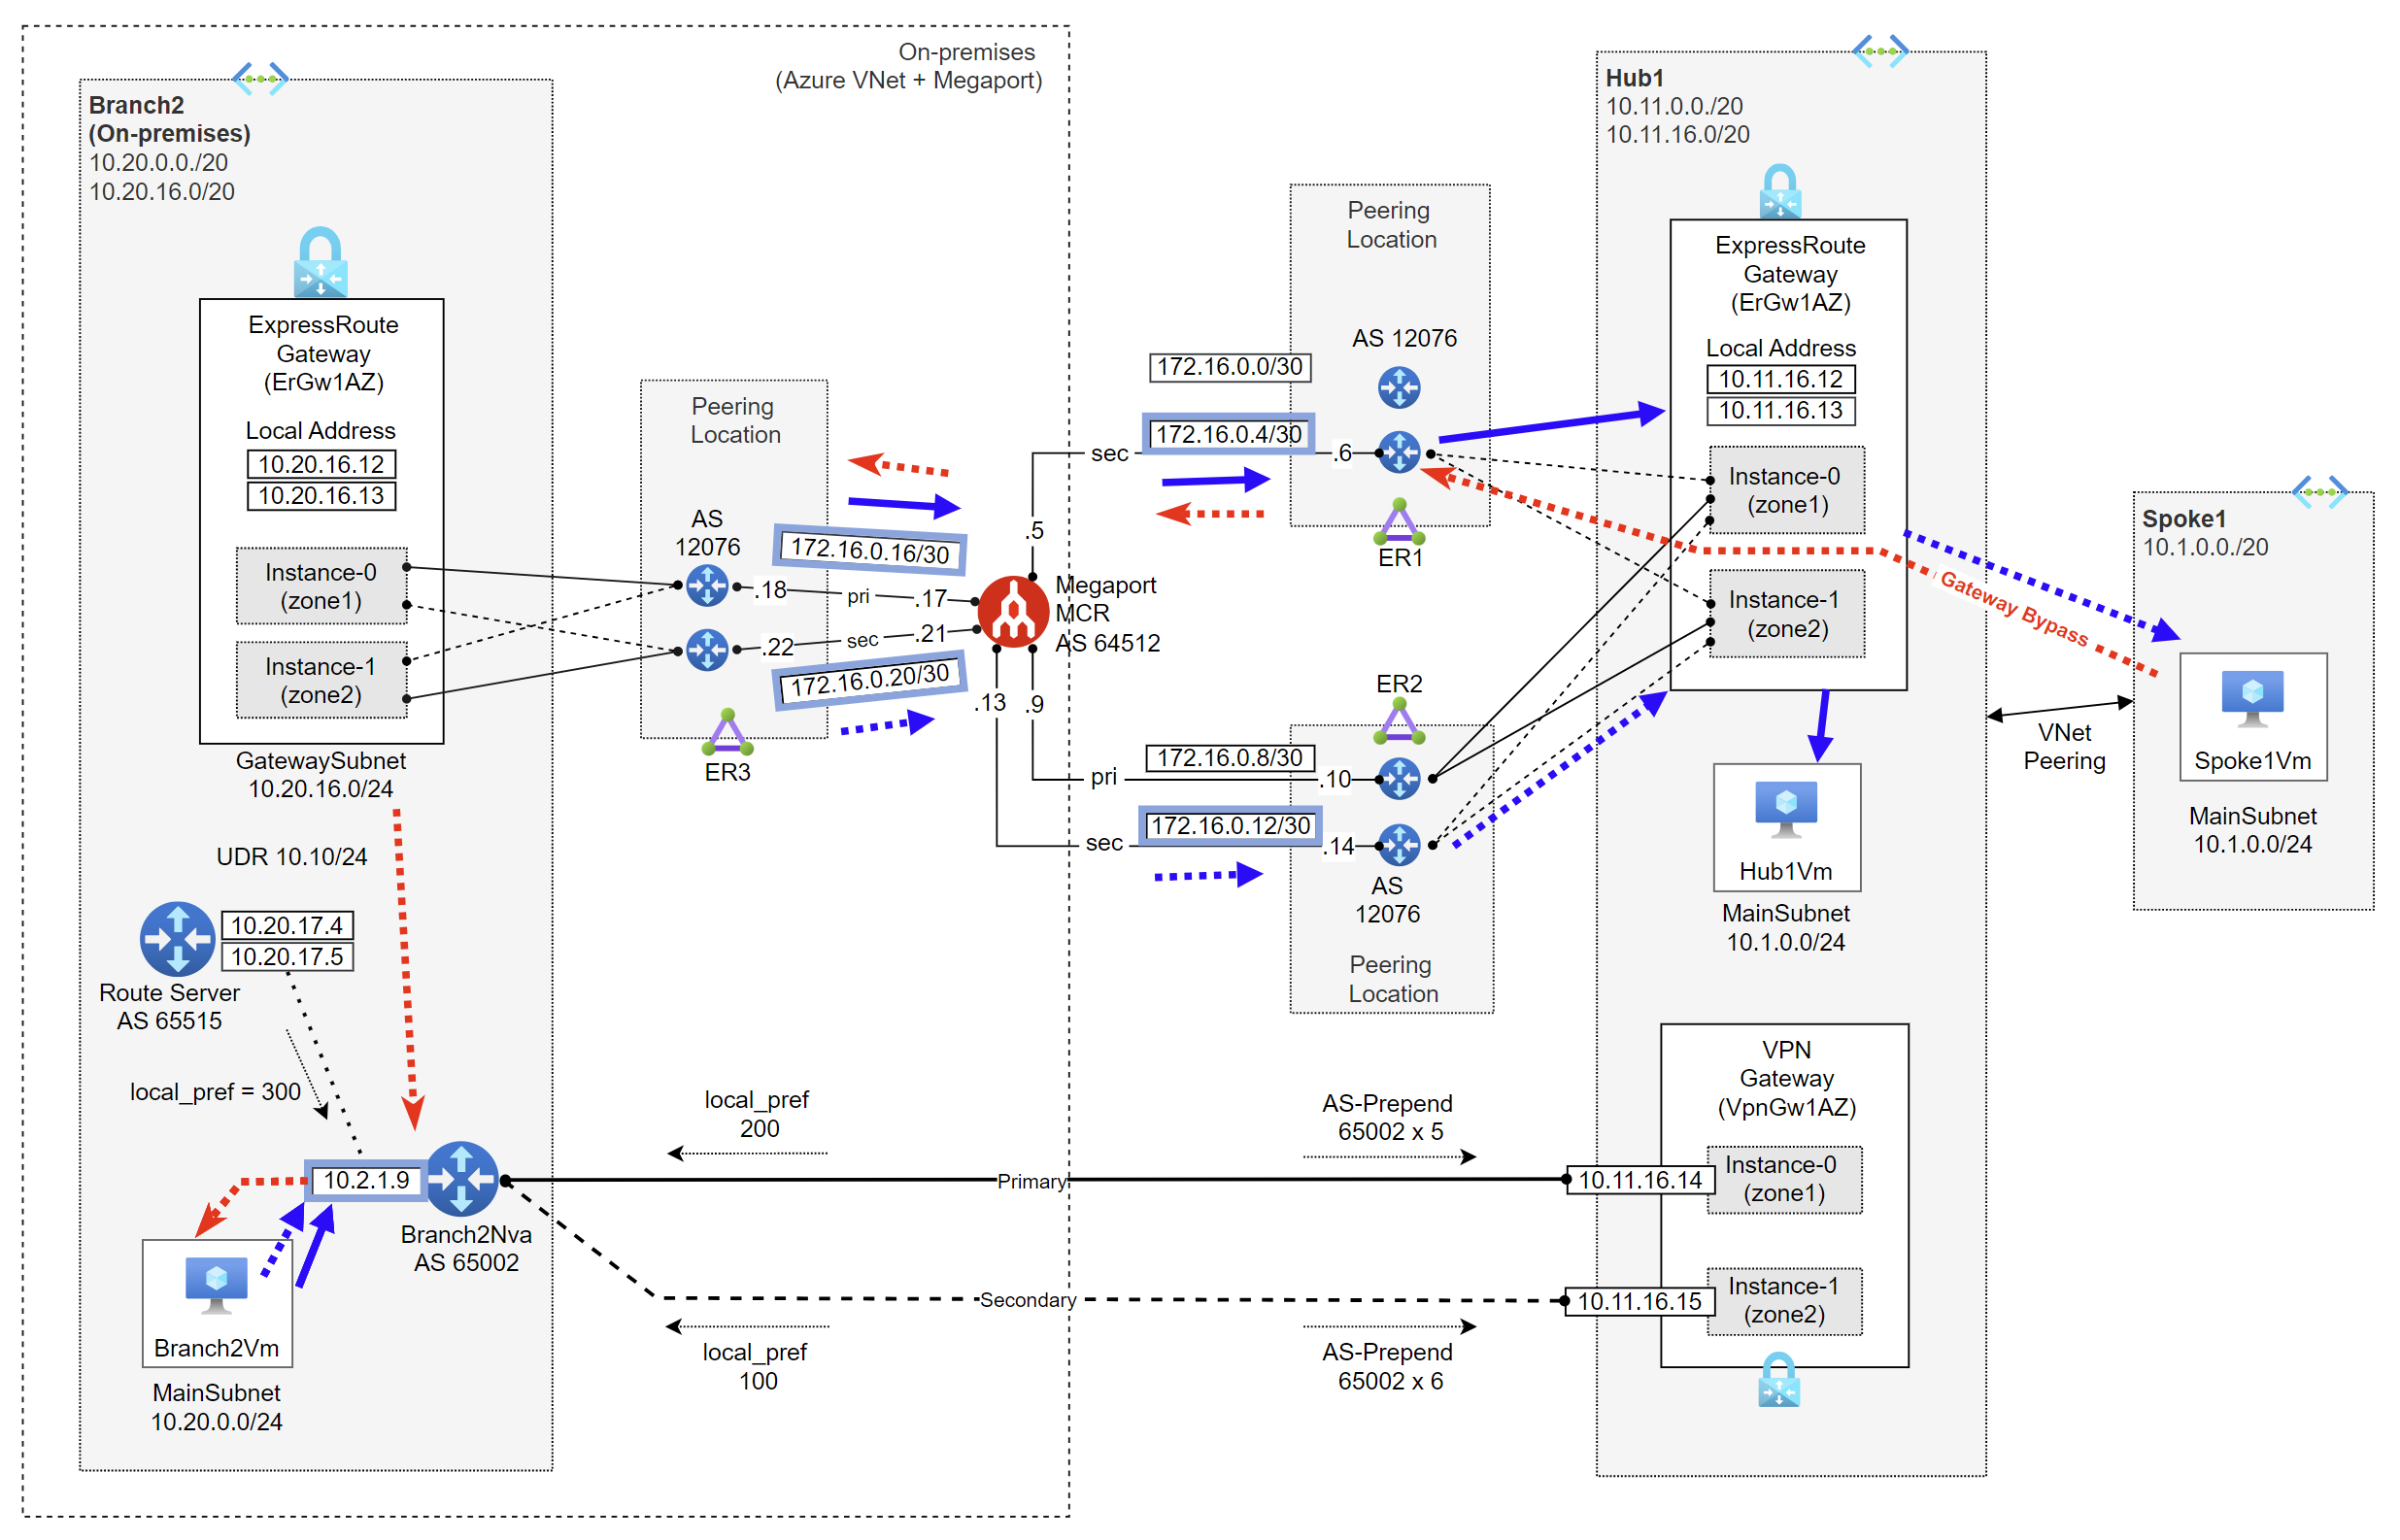 On-premises
(Azure VNet + Megaport)
Branch2
(On-premises)
10.20.0.0./20
10.20.16.0/20
ExpressRoute
Gateway
(ErGw1AZ)
Local Address
10.20.16.12
10.20.16.13
Instance-0
(zone1)
Instance-1
(zone2)
GatewaySubnet
10.20.16.0/24
UDR 10.10/24
10.20.17.4
10.20.17.5
Route Server
AS 65515
local_pref = 300
10.2.1.9
Branch2Nva
AS 65002
Branch2Vm
MainSubnet
10.20.0.0/24
Peering
Location
AS
12076
172.16.0.16/30
.18
pri
.17
.22
sec
.21
172.16.0.20/30
ER3
Megaport
MCR
AS 64512
.5
.13
.9
sec
172.16.0.0/30
172.16.0.4/30
.6
Peering
Location
AS 12076
ER1
ER2
172.16.0.8/30
pri
.10
172.16.0.12/30
sec
.14
AS
12076
Peering
Location
local_pref
200
AS-Prepend
65002 x 5
Primary
Secondary
local_pref
100
AS-Prepend
65002 x 6
Hub1
10.11.0.0./20
10.11.16.0/20
ExpressRoute
Gateway
(ErGw1AZ)
Local Address
10.11.16.12
10.11.16.13
Instance-0
(zone1)
Instance-1
(zone2)
Gateway Bypass
Hub1Vm
MainSubnet
10.1.0.0/24
VPN
Gateway
(VpnGw1AZ)
10.11.16.14
Instance-0
(zone1)
10.11.16.15
Instance-1
(zone2)
VNet
Peering
Spoke1
10.1.0.0./20
Spoke1Vm
MainSubnet
10.1.0.0/24